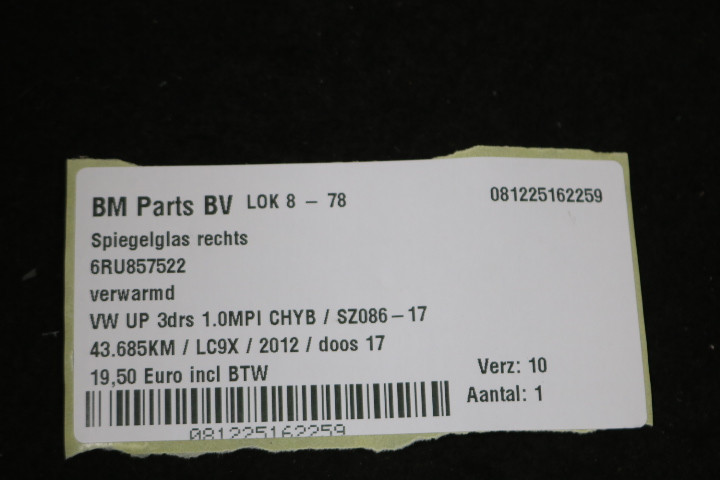 BM Parts BV LOK 8 – 78 081225162259
Spiegelglas rechts
6RU857522
verwarmd
VW UP 3drs 1.0MPI CHYB / SZ086–17
43.685KM / LC9X / 2012 / doos 17
19,50 Euro incl BTW Verz: 10
Aantal: 1
081225162259